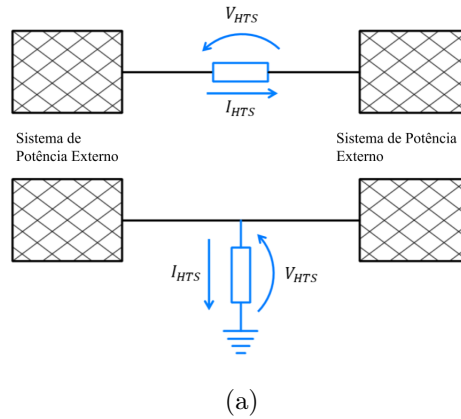 V_HTS
I_HTS
Sistema de
Potência Externo
Sistema de Potência
Externo
I_HTS
V_HTS
(a)